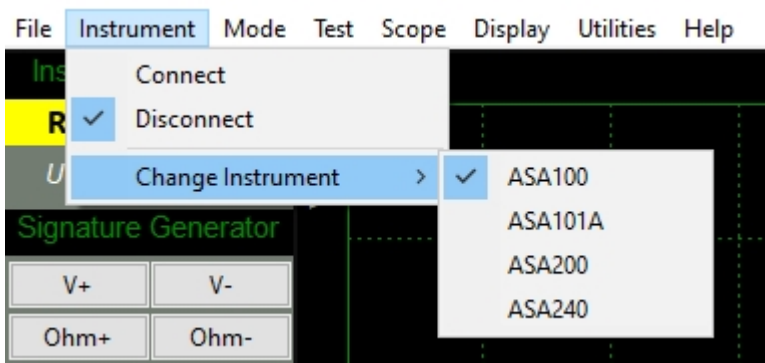 File Instrument Mode Test Scope Display Utilities Help
Ins
Connect
R
Disconnect
U
Change Instrument >
ASA100
ASA101A
ASA200
ASA240
Signature Generator
V+ V-
Ohm+ Ohm-